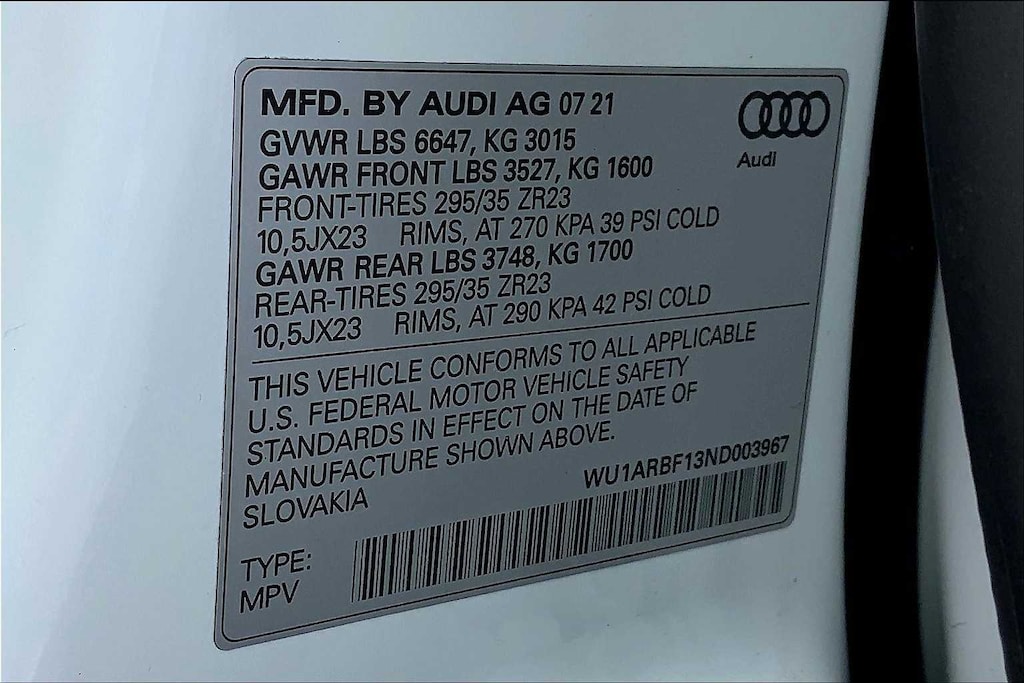 MFD. BY AUDI AG 07 21
GVWR LBS 6647, KG 3015
GAWR FRONT LBS 3527, KG 1600
FRONT-TIRES 295/35 ZR23
10,5JX23 RIMS, AT 270 KPA 39 PSI COLD
GAWR REAR LBS 3748, KG 1700
REAR-TIRES 295/35 ZR23
10,5JX23 RIMS, AT 290 KPA 42 PSI COLD
Audi
THIS VEHICLE CONFORMS TO ALL APPLICABLE
U.S. FEDERAL MOTOR VEHICLE SAFETY
STANDARDS IN EFFECT ON THE DATE OF
MANUFACTURE SHOWN ABOVE.
SLOVAKIA
WU1ARBF13ND003967
TYPE:
MPV